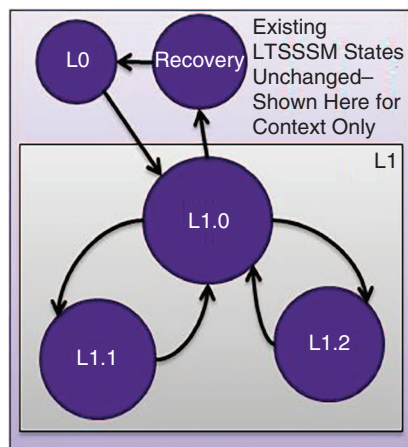 L0
Recovery
Existing
LTSSSM States
Unchanged–
Shown Here for
Context Only
L1
L1.0
L1.1
L1.2